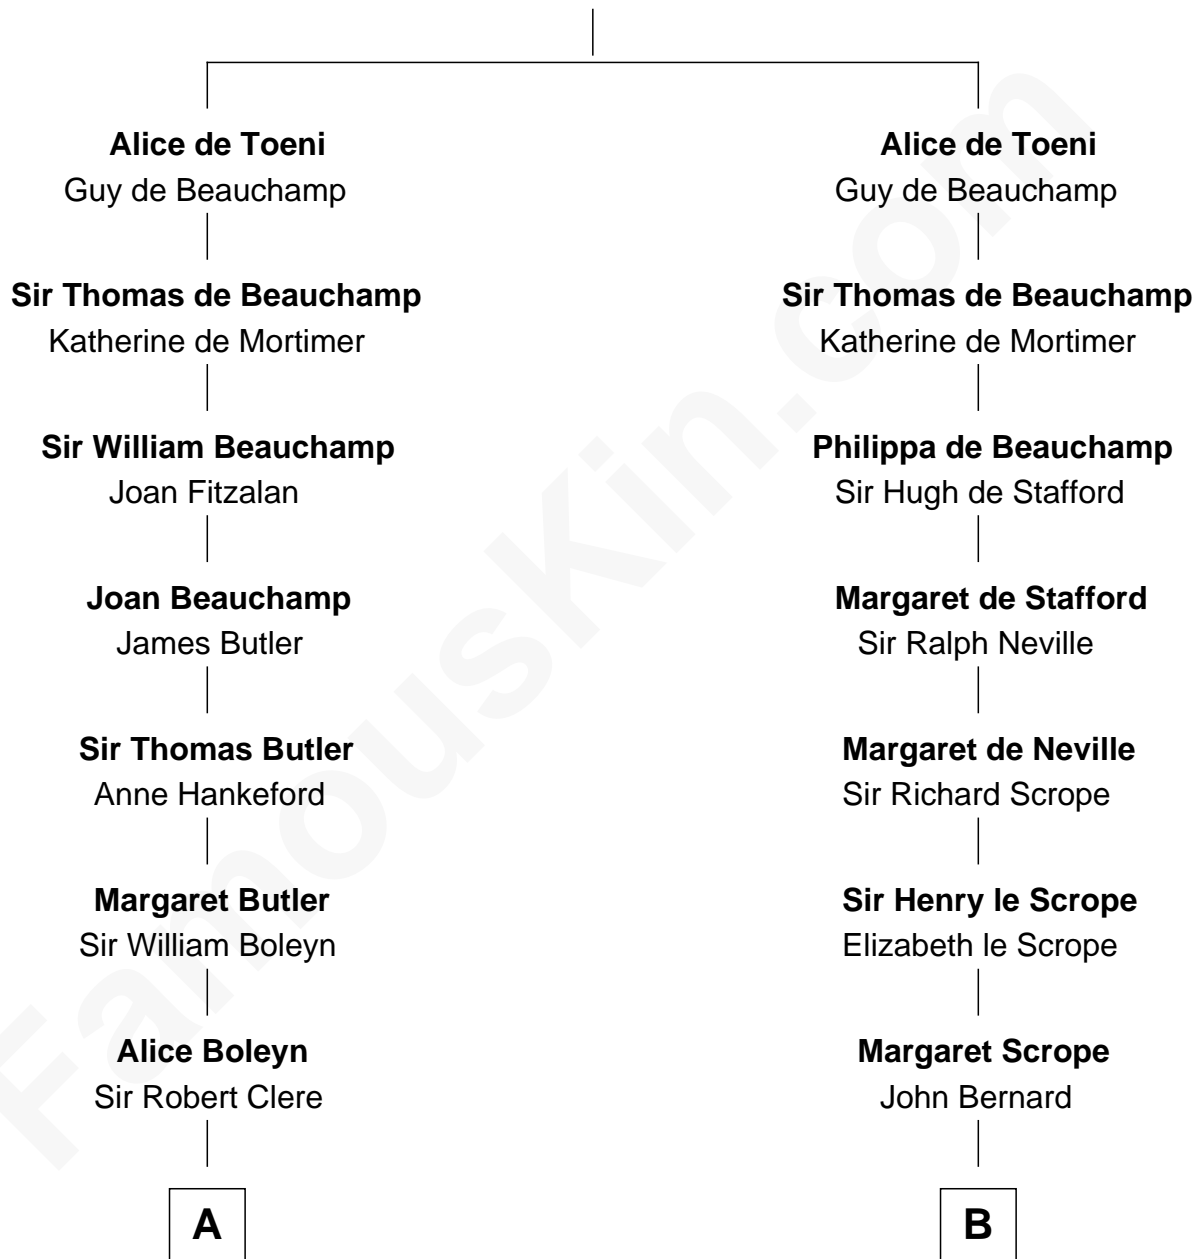 Alice de Toeni
Guy de Beauchamp
Sir Thomas de Beauchamp
Katherine de Mortimer
Sir William Beauchamp
Joan Fitzalan
Joan Beauchamp
James Butler
Sir Thomas Butler
Anne Hankeford
Margaret Butler
Sir William Boleyn
Alice Boleyn
Sir Robert Clere
A
Alice de Toeni
Guy de Beauchamp
Sir Thomas de Beauchamp
Katherine de Mortimer
Philippa de Beauchamp
Sir Hugh de Stafford
Margaret de Stafford
Sir Ralph Neville
Margaret de Neville
Sir Richard Scrope
Sir Henry le Scrope
Elizabeth le Scrope
Margaret Scrope
John Bernard
B
FamousKin.com